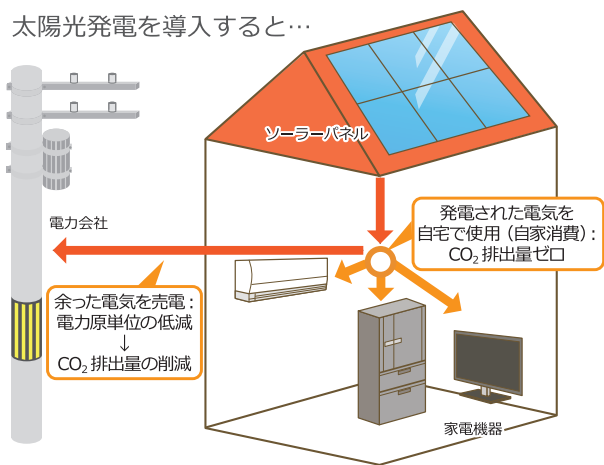 太陽光発電を導入すると…
ソーラーパネル
電力会社
発電された電気を
自宅で使用（自家消費）：
CO₂ 排出量ゼロ
余った電気を売電：
電力原単位の低減
↓
CO₂ 排出量の削減
家電機器